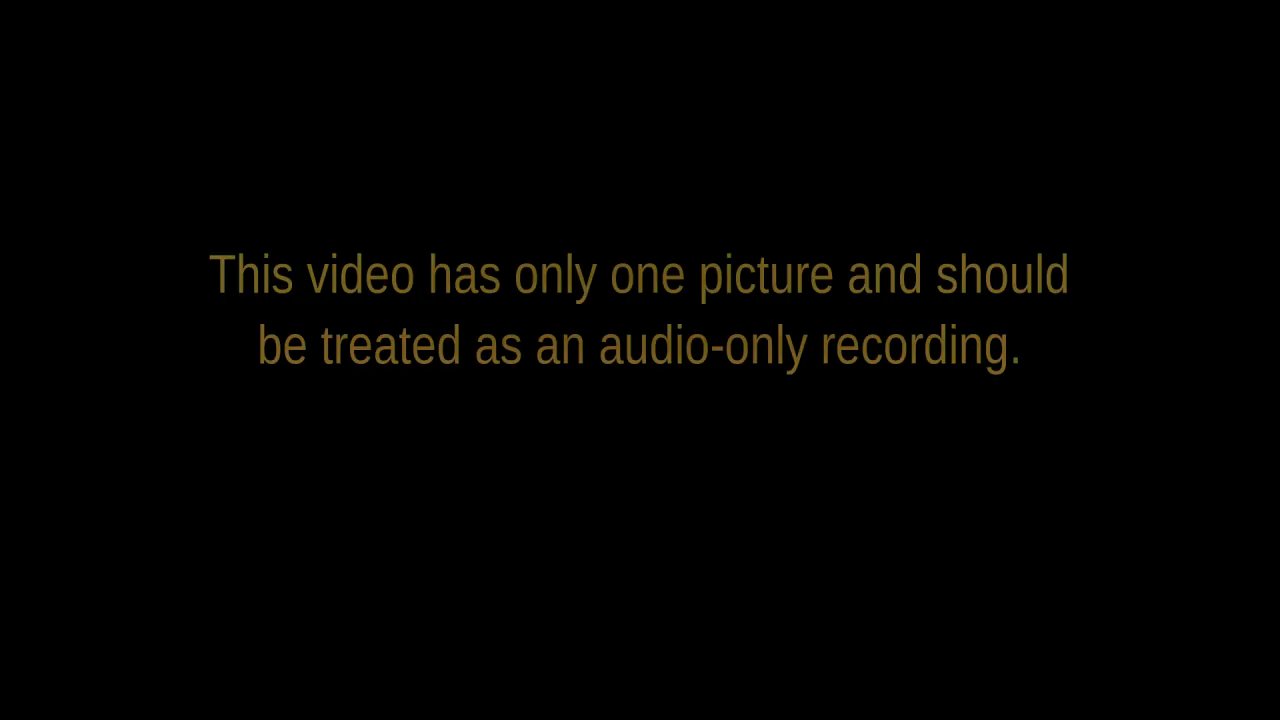 This video has only one picture and should
be treated as an audio-only recording.